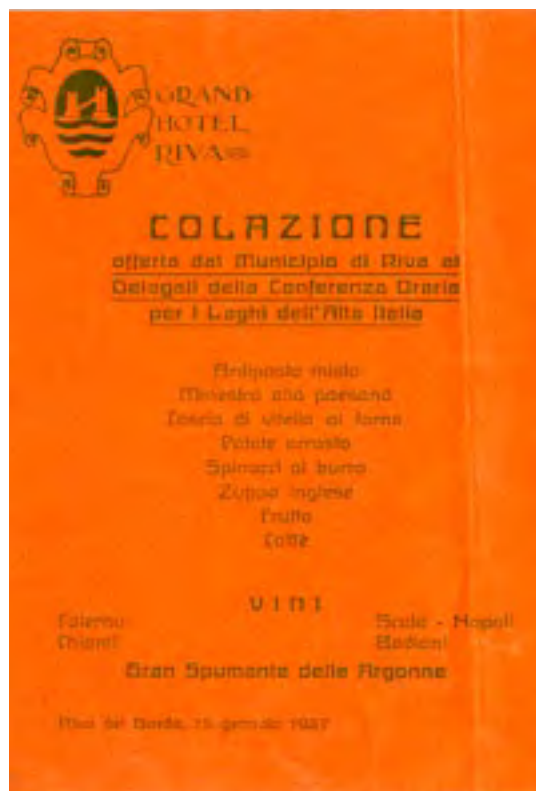 GRAND
HOTEL
RIVA
COLAZIONE
offerta dal Municipio di Riva ai
Delegati della Conferenza Oraria
per i Laghi dell'Alta Italia
Antipasto misto
Minestra alla paesana
Coscia di vitello al forno
Patate arrosto
Spinacci al burro
Zuppa inglese
Frutta
Caffè
VINI
Falerno
Scala - Napoli
Chianti
Gran Spumante delle Argonne
Riva del Garda, 15 gennaio 1927